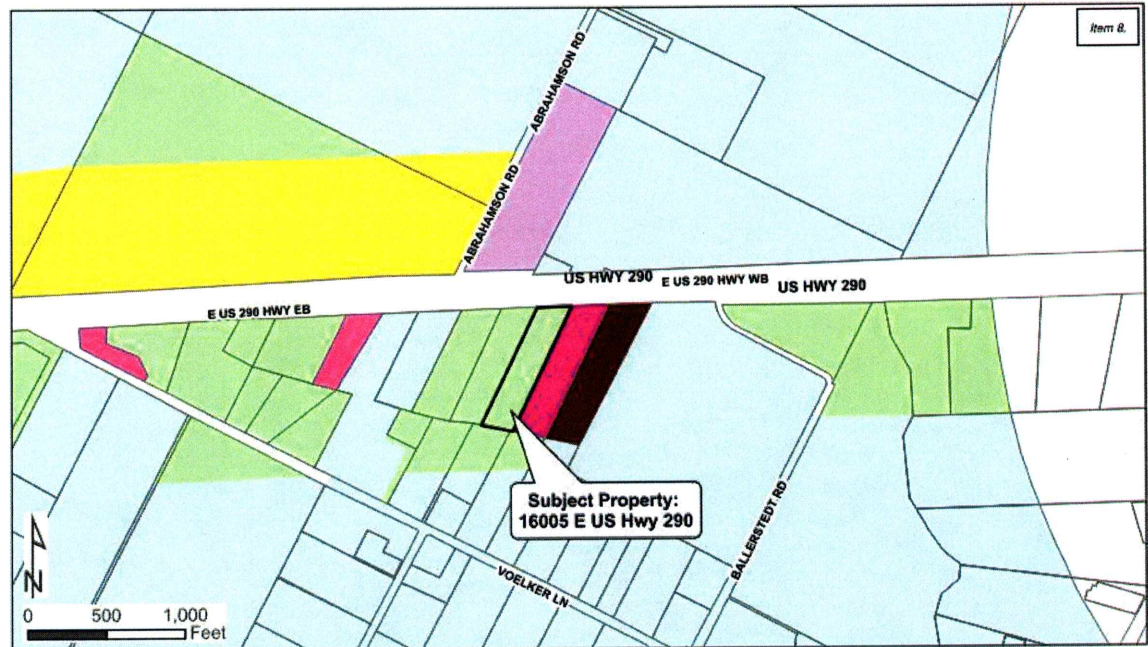 Item 8.
ABRAHAMSON RD
ABRAHAMSON RD
US HWY 290
E US 290 HWY WB
US HWY 290
E US 290 HWY EB
Subject Property:
16005 E US Hwy 290
BALLERSTEDT RD
VOELKER LN
N
0 500 1,000
Feet